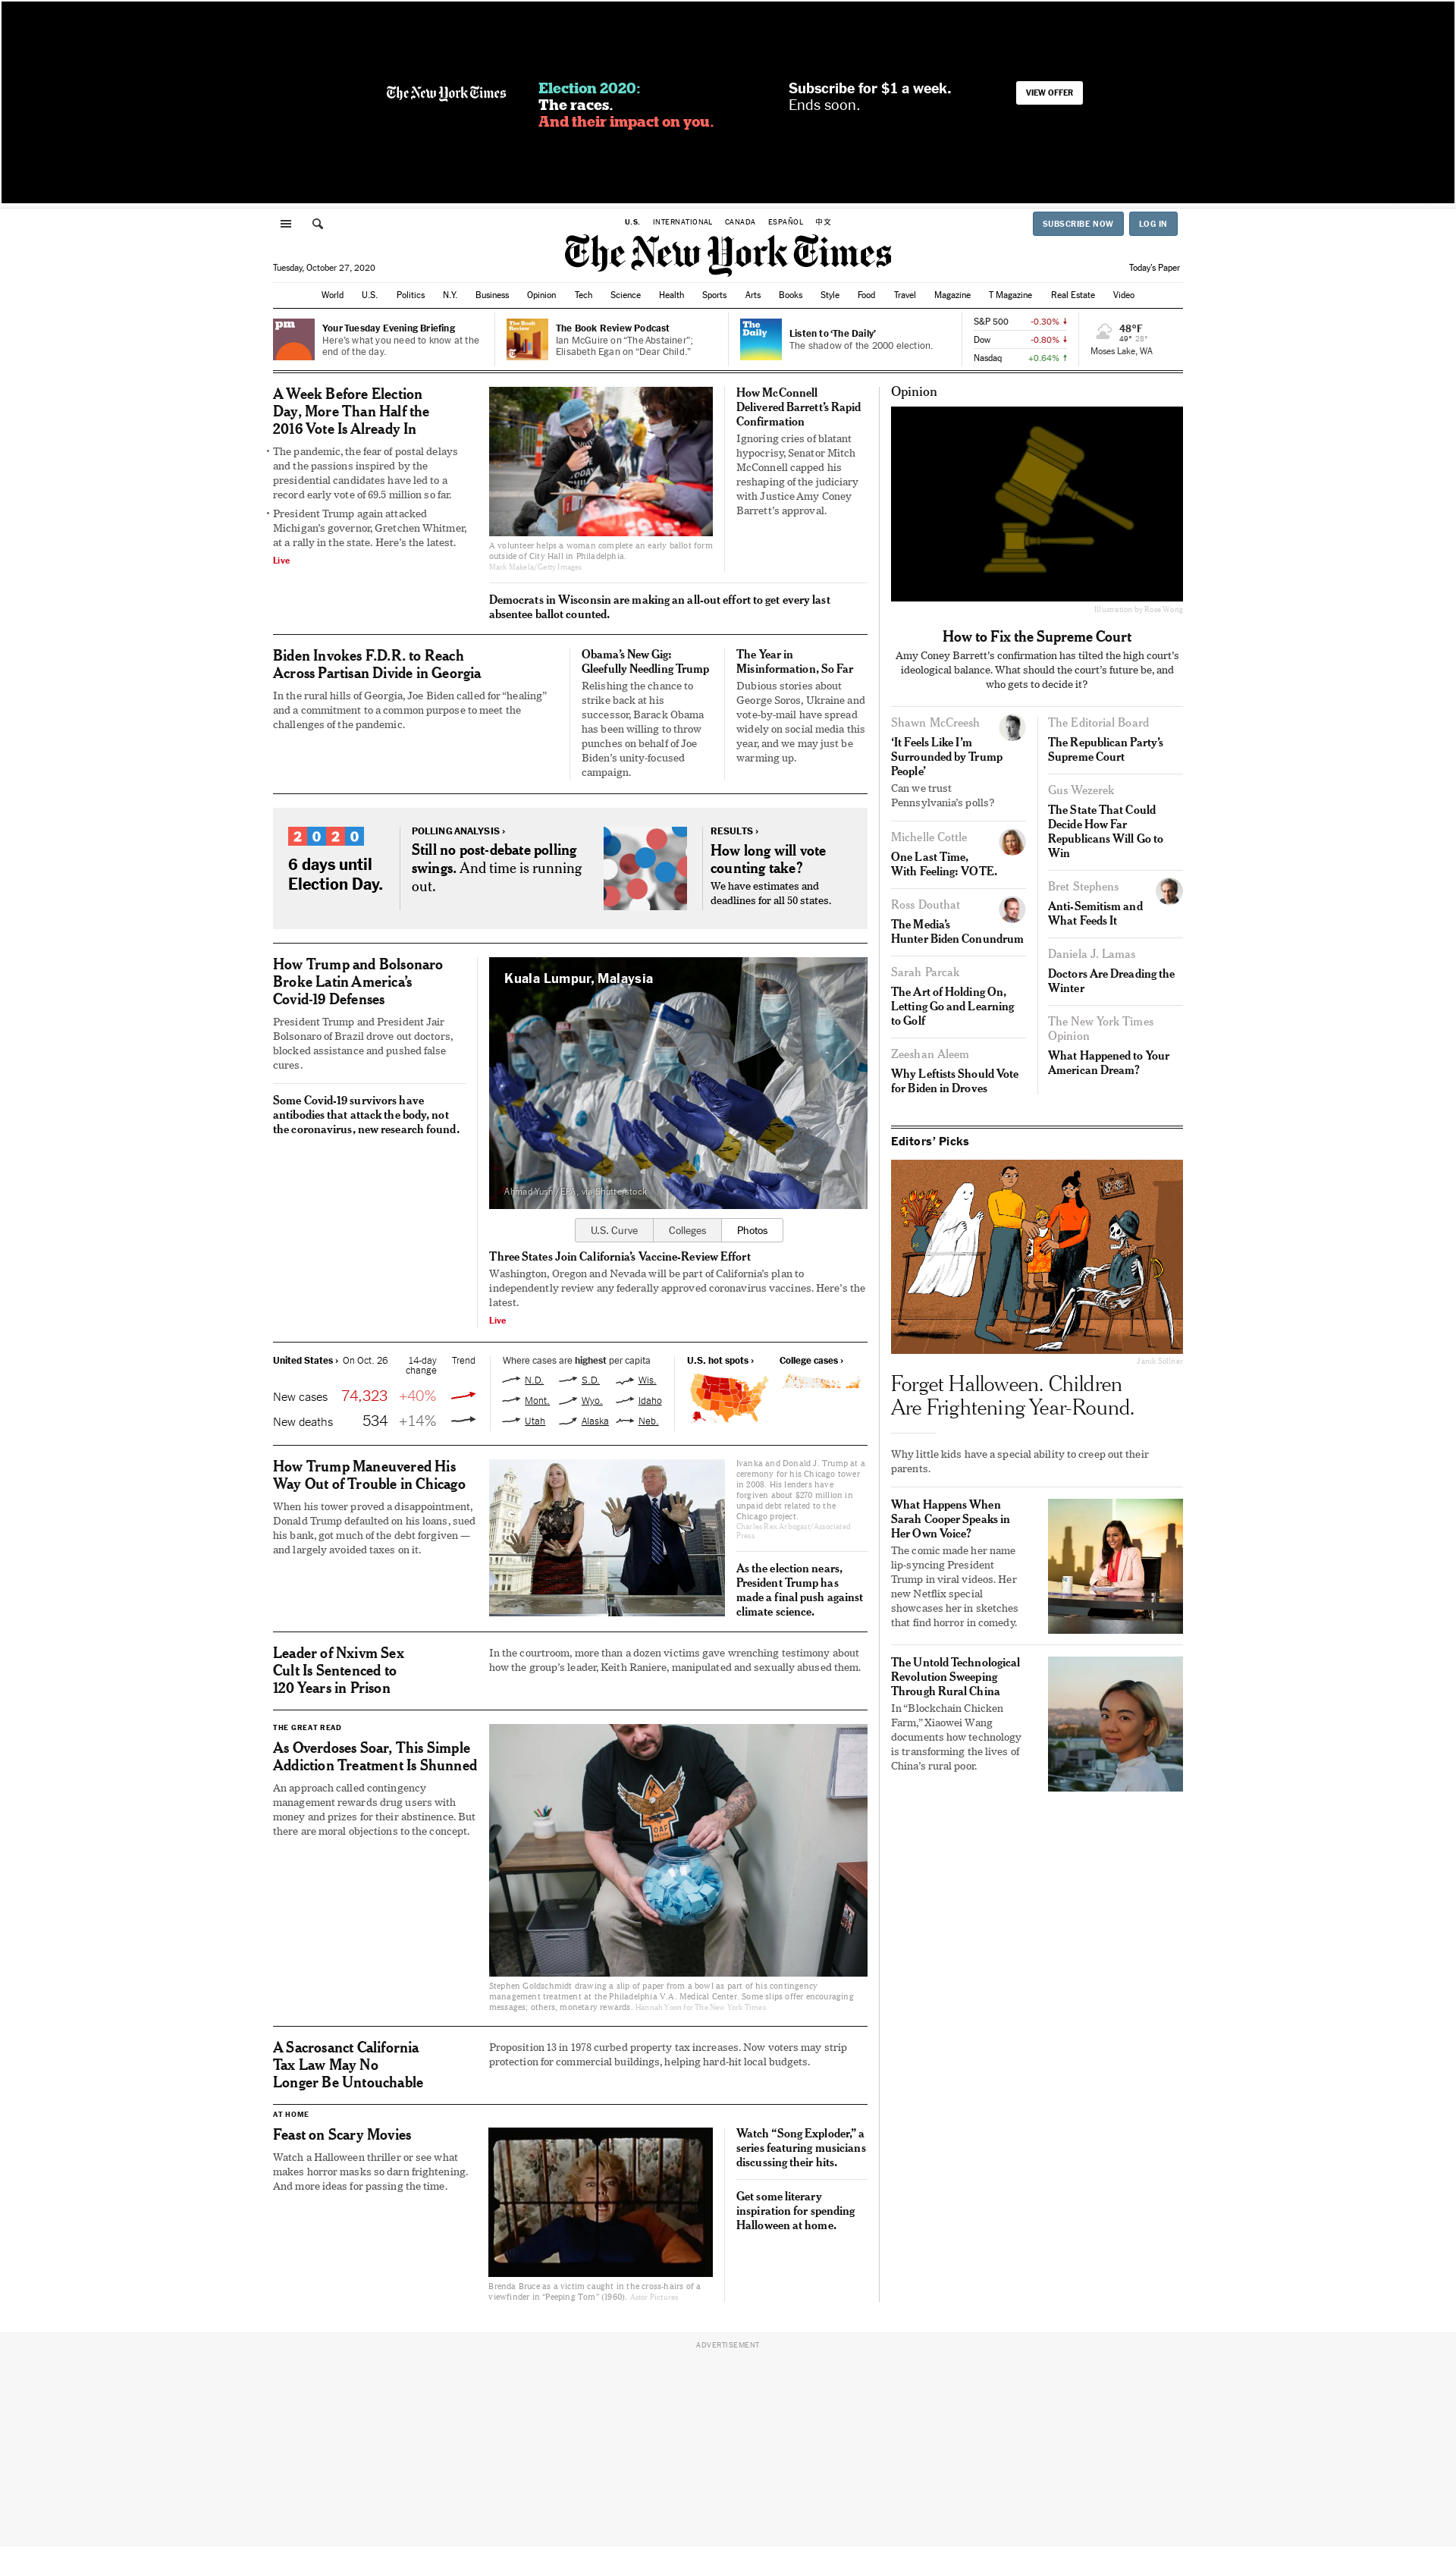 The New York Times
Election 2020:
The races.
And their impact on you.
Subscribe for $1 a week.
Ends soon.
VIEW OFFER
U.S.
INTERNATIONAL
CANADA
ESPAÑOL
中文
SUBSCRIBE NOW
LOG IN
The New York Times
Tuesday, October 27, 2020
Today's Paper
World
U.S.
Politics
N.Y.
Business
Opinion
Tech
Science
Health
Sports
Arts
Books
Style
Food
Travel
Magazine
T Magazine
Real Estate
Video
pm
Your Tuesday Evening Briefing
Here's what you need to know at the
end of the day.
The Book
Review
The Book Review Podcast
Ian McGuire on “The Abstainer”;
Elisabeth Egan on “Dear Child.”
The
Daily
Listen to ‘The Daily’
The shadow of the 2000 election.
S&P 500 -0.30% ↓
Dow -0.80% ↓
Nasdaq +0.64% ↑
48°F
49° 28°
Moses Lake, WA
A Week Before Election
Day, More Than Half the
2016 Vote Is Already In
• The pandemic, the fear of postal delays
and the passions inspired by the
presidential candidates have led to a
record early vote of 69.5 million so far.
• President Trump again attacked
Michigan's governor, Gretchen Whitmer,
at a rally in the state. Here's the latest.
Live
A volunteer helps a woman complete an early ballot form
outside of City Hall in Philadelphia.
Mark Makela/Getty Images
How McConnell
Delivered Barrett's Rapid
Confirmation
Ignoring cries of blatant
hypocrisy, Senator Mitch
McConnell capped his
reshaping of the judiciary
with Justice Amy Coney
Barrett's approval.
Democrats in Wisconsin are making an all-out effort to get every last
absentee ballot counted.
Biden Invokes F.D.R. to Reach
Across Partisan Divide in Georgia
In the rural hills of Georgia, Joe Biden called for “healing”
and a commitment to a common purpose to meet the
challenges of the pandemic.
Obama's New Gig:
Gleefully Needling Trump
Relishing the chance to
strike back at his
successor, Barack Obama
has been willing to throw
punches on behalf of Joe
Biden's unity-focused
campaign.
The Year in
Misinformation, So Far
Dubious stories about
George Soros, Ukraine and
vote-by-mail have spread
widely on social media this
year, and we may just be
warming up.
2020
6 days until
Election Day.
POLLING ANALYSIS ›
Still no post-debate polling
swings. And time is running
out.
RESULTS ›
How long will vote
counting take?
We have estimates and
deadlines for all 50 states.
How Trump and Bolsonaro
Broke Latin America's
Covid-19 Defenses
President Trump and President Jair
Bolsonaro of Brazil drove out doctors,
blocked assistance and pushed false
cures.
Some Covid-19 survivors have
antibodies that attack the body, not
the coronavirus, new research found.
Kuala Lumpur, Malaysia
Ahmad Yusni/EPA, via Shutterstock
U.S. Curve
Colleges
Photos
Three States Join California's Vaccine-Review Effort
Washington, Oregon and Nevada will be part of California's plan to
independently review any federally approved coronavirus vaccines. Here's the
latest.
Live
United States › On Oct. 26 14-day Trend
change
New cases 74,323 +40%
New deaths 534 +14%
Where cases are highest per capita
N.D. S.D. Wis.
Mont. Wyo. Idaho
Utah Alaska Neb.
U.S. hot spots ›
College cases ›
How Trump Maneuvered His
Way Out of Trouble in Chicago
When his tower proved a disappointment,
Donald Trump defaulted on his loans, sued
his bank, got much of the debt forgiven —
and largely avoided taxes on it.
Ivanka and Donald J. Trump at a
ceremony for his Chicago tower
in 2008. His lenders have
forgiven about $270 million in
unpaid debt related to the
Chicago project.
Charles Rex Arbogast/Associated
Press
As the election nears,
President Trump has
made a final push against
climate science.
Leader of Nxivm Sex
Cult Is Sentenced to
120 Years in Prison
In the courtroom, more than a dozen victims gave wrenching testimony about
how the group's leader, Keith Raniere, manipulated and sexually abused them.
THE GREAT READ
As Overdoses Soar, This Simple
Addiction Treatment Is Shunned
An approach called contingency
management rewards drug users with
money and prizes for their abstinence. But
there are moral objections to the concept.
Stephen Goldschmidt drawing a slip of paper from a bowl as part of his contingency
management treatment at the Philadelphia V.A. Medical Center. Some slips offer encouraging
messages; others, monetary rewards. Hannah Yoon for The New York Times
A Sacrosanct California
Tax Law May No
Longer Be Untouchable
Proposition 13 in 1978 curbed property tax increases. Now voters may strip
protection for commercial buildings, helping hard-hit local budgets.
AT HOME
Feast on Scary Movies
Watch a Halloween thriller or see what
makes horror masks so darn frightening.
And more ideas for passing the time.
Brenda Bruce as a victim caught in the cross-hairs of a
viewfinder in “Peeping Tom” (1960). Astor Pictures
Watch “Song Exploder,” a
series featuring musicians
discussing their hits.
Get some literary
inspiration for spending
Halloween at home.
Opinion
Illustration by Rose Wong
How to Fix the Supreme Court
Amy Coney Barrett's confirmation has tilted the high court's
ideological balance. What should the court's future be, and
who gets to decide it?
Shawn McCreesh
‘It Feels Like I'm
Surrounded by Trump
People’
Can we trust
Pennsylvania's polls?
Michelle Cottle
One Last Time,
With Feeling: VOTE.
Ross Douthat
The Media's
Hunter Biden Conundrum
Sarah Parcak
The Art of Holding On,
Letting Go and Learning
to Golf
Zeeshan Aleem
Why Leftists Should Vote
for Biden in Droves
The Editorial Board
The Republican Party's
Supreme Court
Gus Wezerek
The State That Could
Decide How Far
Republicans Will Go to
Win
Bret Stephens
Anti-Semitism and
What Feeds It
Daniela J. Lamas
Doctors Are Dreading the
Winter
The New York Times
Opinion
What Happened to Your
American Dream?
Editors’ Picks
Janik Söllner
Forget Halloween. Children
Are Frightening Year-Round.
Why little kids have a special ability to creep out their
parents.
What Happens When
Sarah Cooper Speaks in
Her Own Voice?
The comic made her name
lip-syncing President
Trump in viral videos. Her
new Netflix special
showcases her in sketches
that find horror in comedy.
The Untold Technological
Revolution Sweeping
Through Rural China
In “Blockchain Chicken
Farm,” Xiaowei Wang
documents how technology
is transforming the lives of
China's rural poor.
ADVERTISEMENT